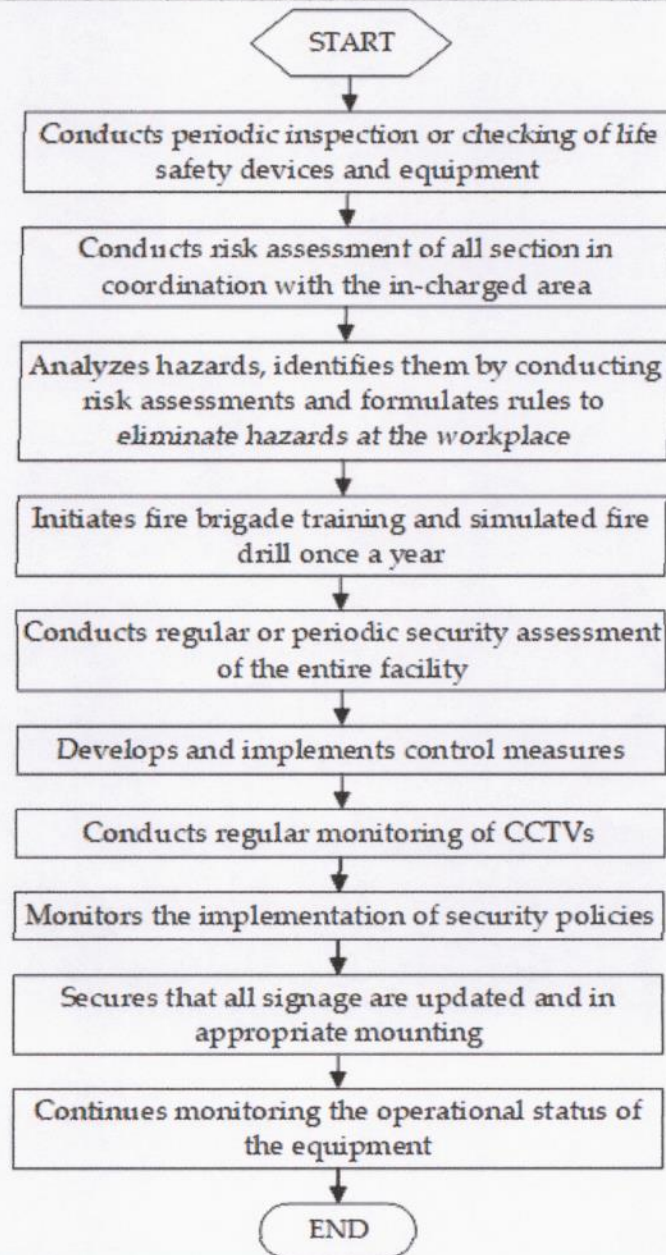 START
Conducts periodic inspection or checking of life
safety devices and equipment
Conducts risk assessment of all section in
coordination with the in-charged area
Analyzes hazards, identifies them by conducting
risk assessments and formulates rules to
eliminate hazards at the workplace
Initiates fire brigade training and simulated fire
drill once a year
Conducts regular or periodic security assessment
of the entire facility
Develops and implements control measures
Conducts regular monitoring of CCTVs
Monitors the implementation of security policies
Secures that all signage are updated and in
appropriate mounting
Continues monitoring the operational status of
the equipment
END